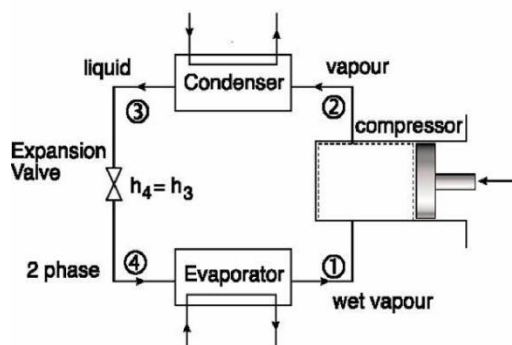 liquid
Condenser
vapour
③
②
compressor
Expansion
Valve
h₄ = h₃
2 phase
④
Evaporator
①
wet vapour